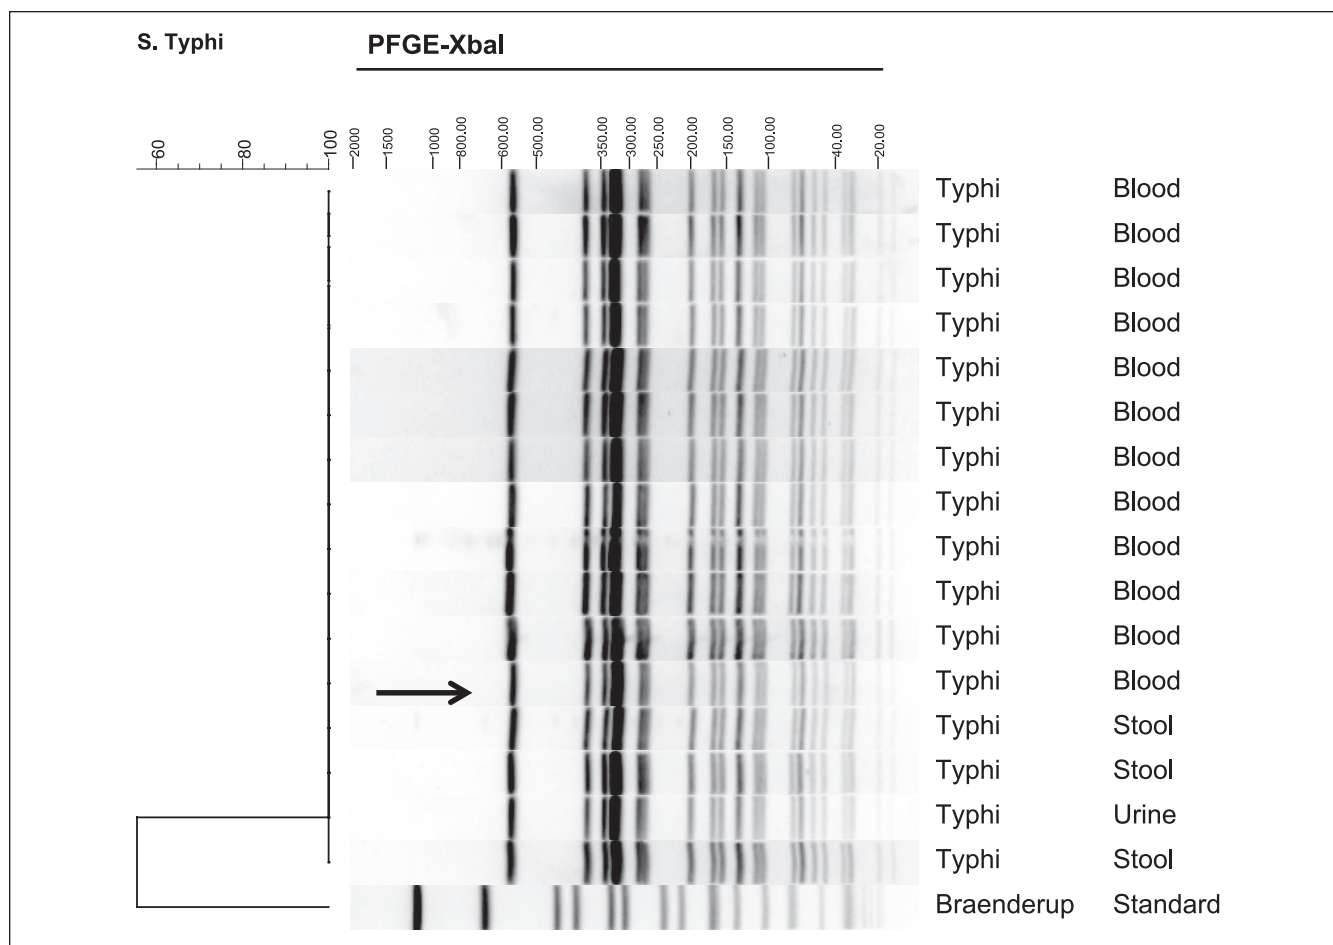 S. Typhi PFGE-XbaI
60 80 100 2000 1500 1000 800.00 600.00 500.00 350.00 300.00 250.00 200.00 150.00 100.00 40.00 20.00
Typhi Blood
Typhi Blood
Typhi Blood
Typhi Blood
Typhi Blood
Typhi Blood
Typhi Blood
Typhi Blood
Typhi Blood
Typhi Blood
Typhi Blood
Typhi Blood
Typhi Stool
Typhi Stool
Typhi Urine
Typhi Stool
Braenderup Standard